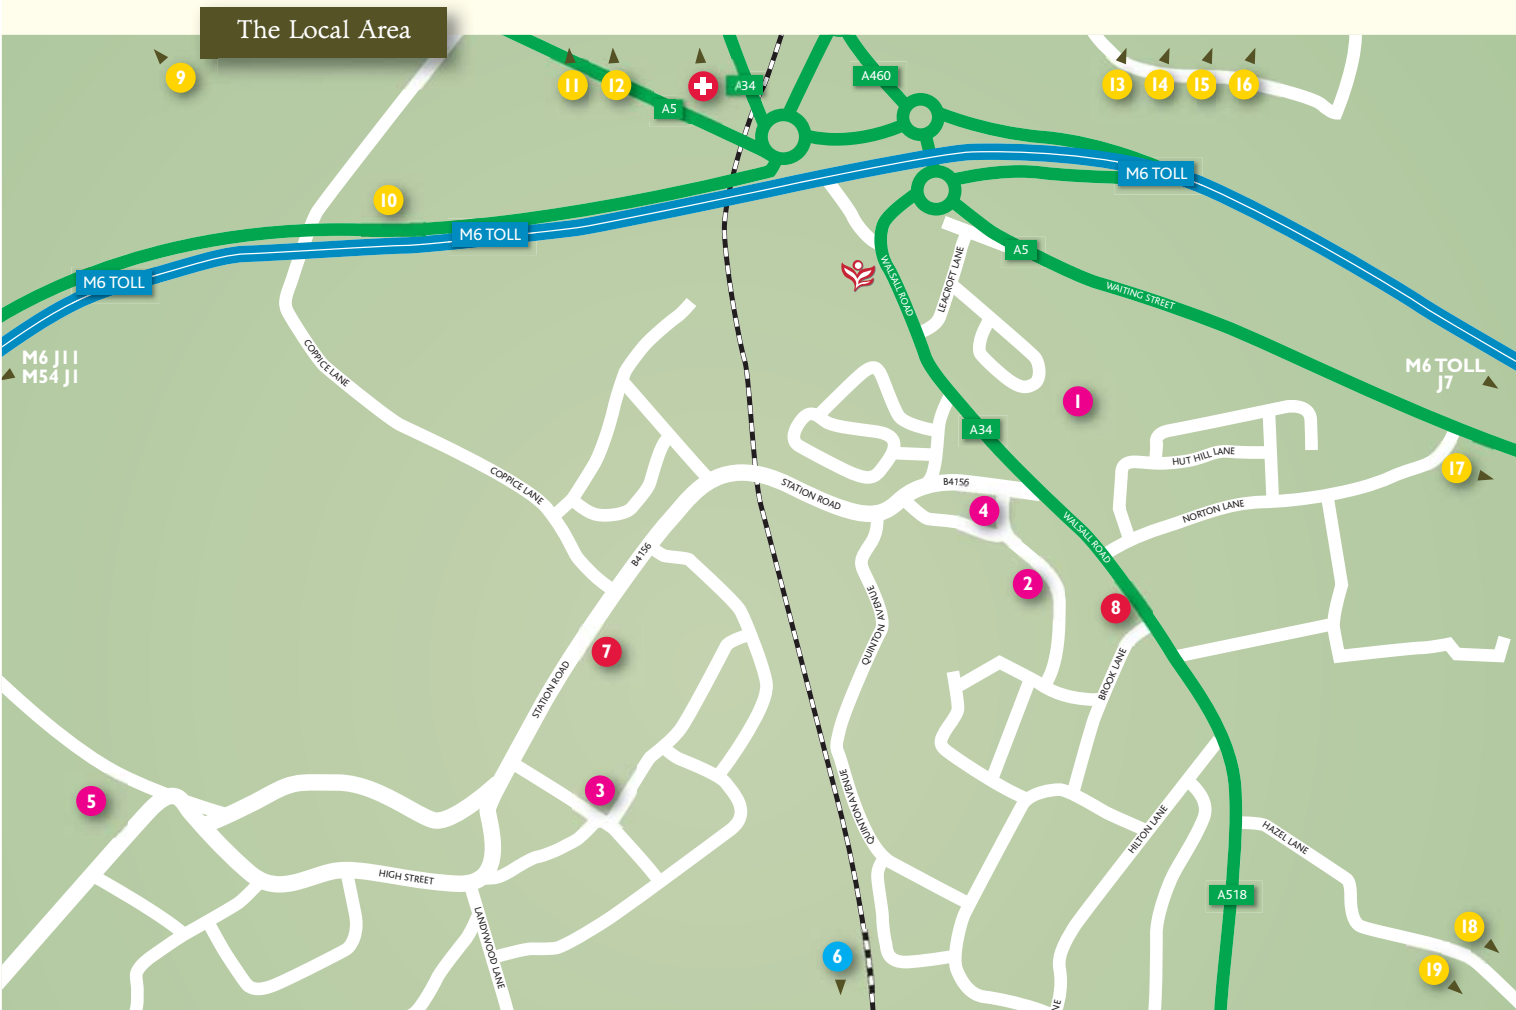 The Local Area
9
11
12
A34
A460
A5
13
14
15
16
M6 TOLL
10
M6 TOLL
M6 TOLL
A5
LEACROFT LANE
WALSALL ROAD
WAITING STREET
M6 J11
M54 J1
COPPICE LANE
M6 TOLL
J7
1
A34
HUT HILL LANE
17
COPPICE LANE
STATION ROAD
B4156
4
NORTON LANE
WALSALL ROAD
B4156
2
8
QUINTON AVENUE
7
STATION ROAD
BROOK LANE
3
5
QUINTON AVENUE
HILTON LANE
HAZEL LANE
HIGH STREET
A518
LANDYWOOD LANE
18
6
19
NE